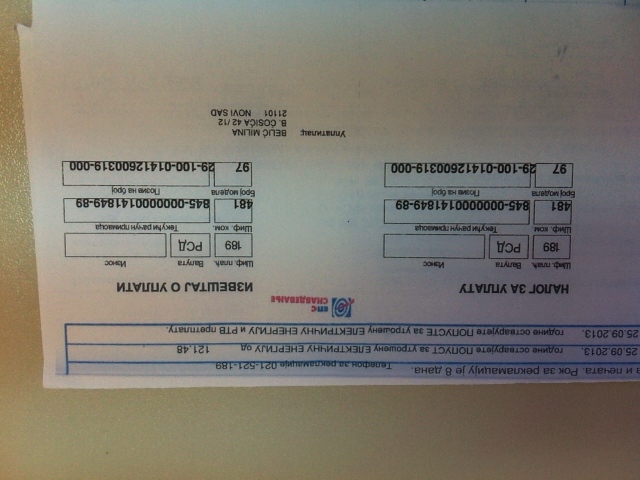 и печата. Рок за рекламацију је 8 дана. Телефон за рекламације 021-521-189
25.09.2013. године остварујете ПОПУСТ за утрошену ЕЛЕКТРИЧНУ ЕНЕРГИЈУ од 121.48
25.09.2013. године остварујете ПОПУСТЕ за утрошену ЕЛЕКТРИЧНУ ЕНЕРГИЈУ и РТВ претплату.
ЕПС
СНАБДЕВАЊЕ
НАЛОГ ЗА УПЛАТУ
Шиф. плаћ. Валута Износ
189 РСД
Шиф. ком. Текући рачун примаоца
481 845-0000000141849-89
Број модела Позив на број
97 29-100-01412600319-000
ИЗВЕШТАЈ О УПЛАТИ
Шиф. плаћ. Валута Износ
189 РСД
Шиф. ком. Текући рачун примаоца
481 845-0000000141849-89
Број модела Позив на број
97 29-100-01412600319-000
Уплатилац: BELIĆ MILINA
B. ĆOSIĆA 42 /12
21101 NOVI SAD